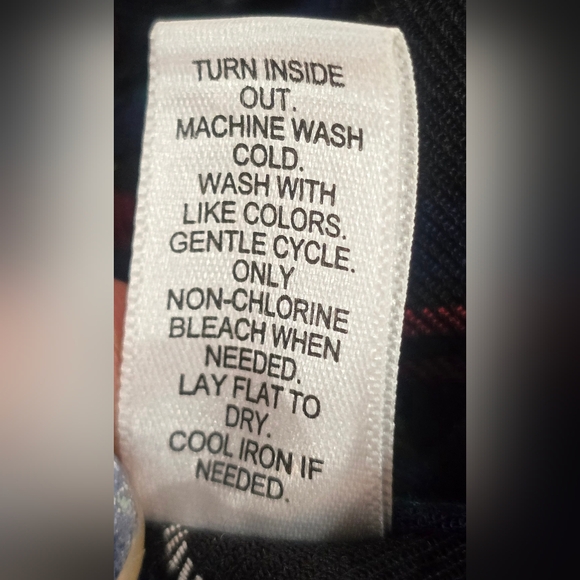 TURN INSIDE
OUT.
MACHINE WASH
COLD.
WASH WITH
LIKE COLORS.
GENTLE CYCLE.
ONLY
NON-CHLORINE
BLEACH WHEN
NEEDED.
LAY FLAT TO
DRY.
COOL IRON IF
NEEDED.